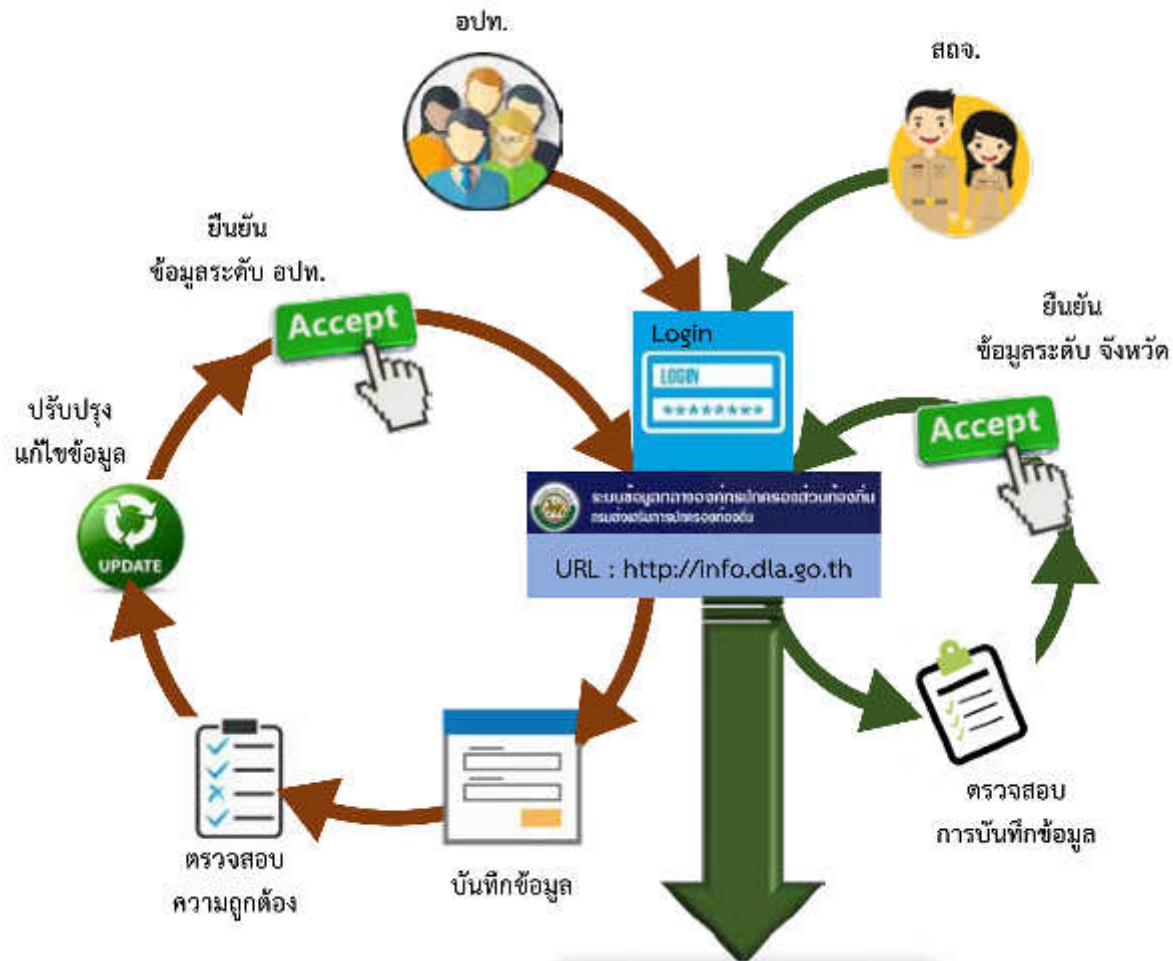 อปท.
สถจ.
ยืนยัน
ข้อมูลระดับ อปท.
Accept
Login
LOGIN
********
ยืนยัน
ข้อมูลระดับ จังหวัด
Accept
ปรับปรุง
แก้ไขข้อมูล
UPDATE
ระบบข้อมูลกลางองค์กรปกครองส่วนท้องถิ่น
กรมส่งเสริมการปกครองท้องถิ่น
URL : http://info.dla.go.th
ตรวจสอบ
ความถูกต้อง
บันทึกข้อมูล
ตรวจสอบ
การบันทึกข้อมูล